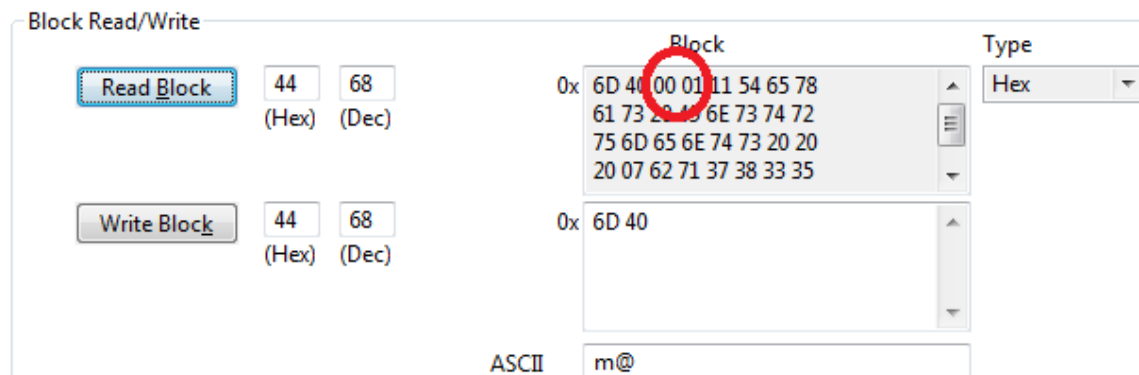 Block Read/Write
Block Type
Read Block 44 68 0x 6D 40 00 01 11 54 65 78 Hex
(Hex) (Dec) 61 73 20 49 6E 73 74 72
75 6D 65 6E 74 73 20 20
20 07 62 71 37 38 33 35
Write Block 44 68 0x 6D 40
(Hex) (Dec)
ASCII m@